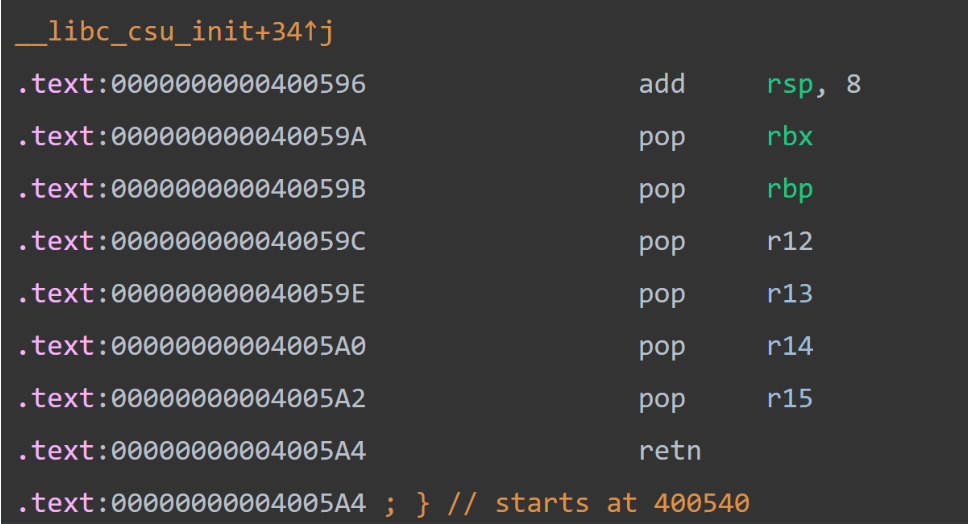 __libc_csu_init+34↑j
.text:0000000000400596 add rsp, 8
.text:000000000040059A pop rbx
.text:000000000040059B pop rbp
.text:000000000040059C pop r12
.text:000000000040059E pop r13
.text:00000000004005A0 pop r14
.text:00000000004005A2 pop r15
.text:00000000004005A4 retn
.text:00000000004005A4 ; } // starts at 400540